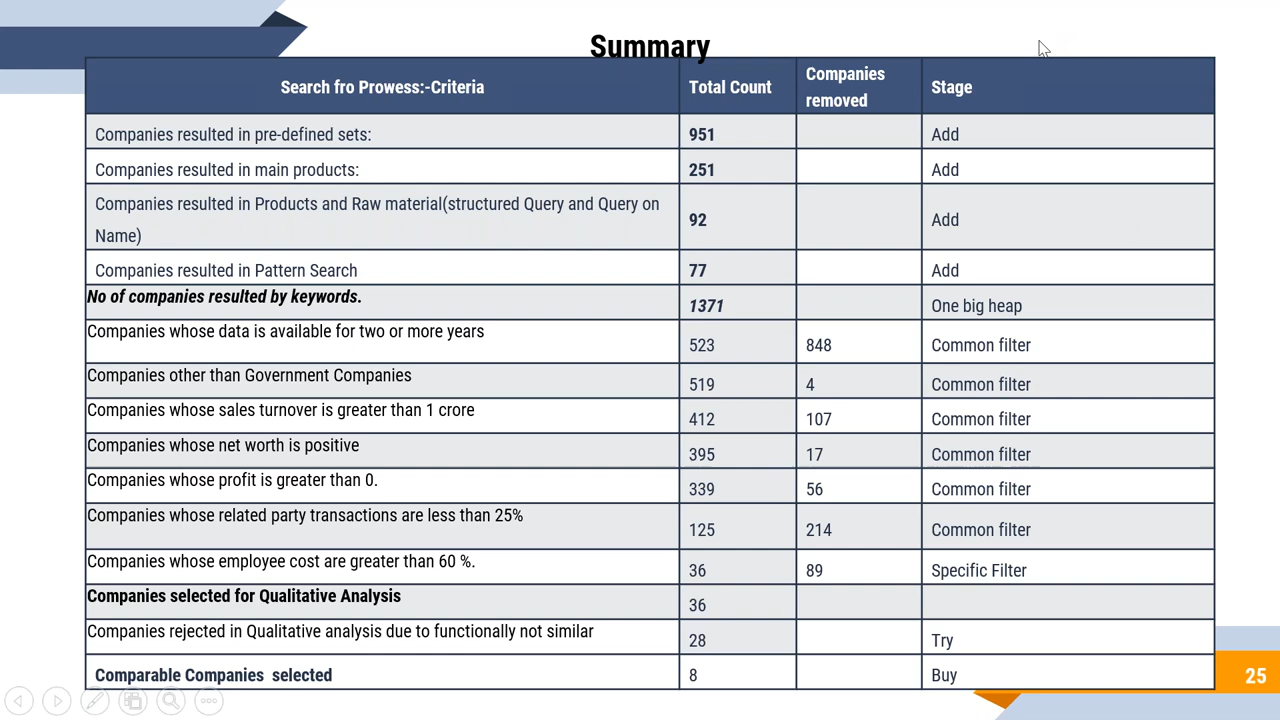 Summary
Search fro Prowess:-Criteria Total Count Companies removed Stage
Companies resulted in pre-defined sets: 951 Add
Companies resulted in main products: 251 Add
Companies resulted in Products and Raw material(structured Query and Query on
Name) 92 Add
Companies resulted in Pattern Search 77 Add
No of companies resulted by keywords. 1371 One big heap
Companies whose data is available for two or more years 523 848 Common filter
Companies other than Government Companies 519 4 Common filter
Companies whose sales turnover is greater than 1 crore 412 107 Common filter
Companies whose net worth is positive 395 17 Common filter
Companies whose profit is greater than 0. 339 56 Common filter
Companies whose related party transactions are less than 25% 125 214 Common filter
Companies whose employee cost are greater than 60 %. 36 89 Specific Filter
Companies selected for Qualitative Analysis 36
Companies rejected in Qualitative analysis due to functionally not similar 28 Try
Comparable Companies selected 8 Buy
25